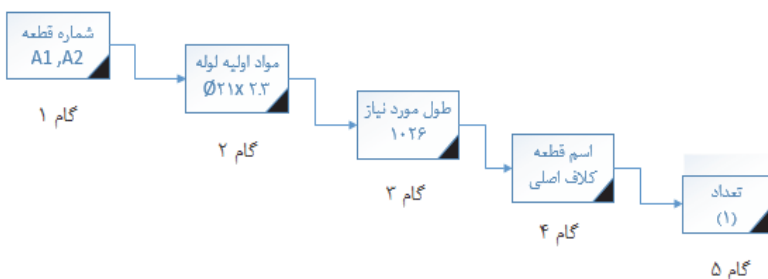 شماره قطعه
A1 ,A2
گام ۱
مواد اولیه لوله
Ø۲۱x ۲.۳
گام ۲
طول مورد نیاز
۱۰۲۶
گام ۳
اسم قطعه
کلاف اصلی
گام ۴
تعداد
(۱)
گام ۵